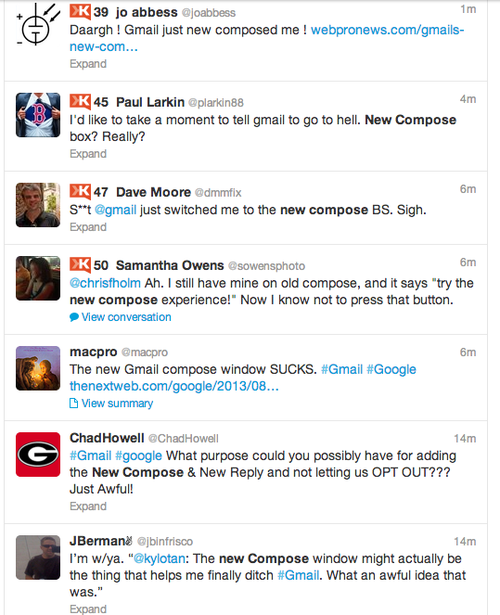 39 jo abbess @joabbess 1m
Daargh ! Gmail just new composed me ! webpronews.com/gmails-
new-com…
Expand
45 Paul Larkin @plarkin88 4m
I'd like to take a moment to tell gmail to go to hell. New Compose
box? Really?
Expand
47 Dave Moore @dmmfix 6m
S**t @gmail just switched me to the new compose BS. Sigh.
Expand
50 Samantha Owens @sowensphoto 6m
@chrisfholm Ah. I still have mine on old compose, and it says "try the
new compose experience!" Now I know not to press that button.
View conversation
macpro @macpro 6m
The new Gmail compose window SUCKS. #Gmail #Google
thenextweb.com/google/2013/08…
View summary
ChadHowell @ChadHowell 14m
#Gmail #google What purpose could you possibly have for adding
the New Compose & New Reply and not letting us OPT OUT???
Just Awful!
Expand
JBerman✌ @jbinfrisco 14m
I'm w/ya. “@kylotan: The new Compose window might actually be
the thing that helps me finally ditch #Gmail. What an awful idea that
was.”
Expand